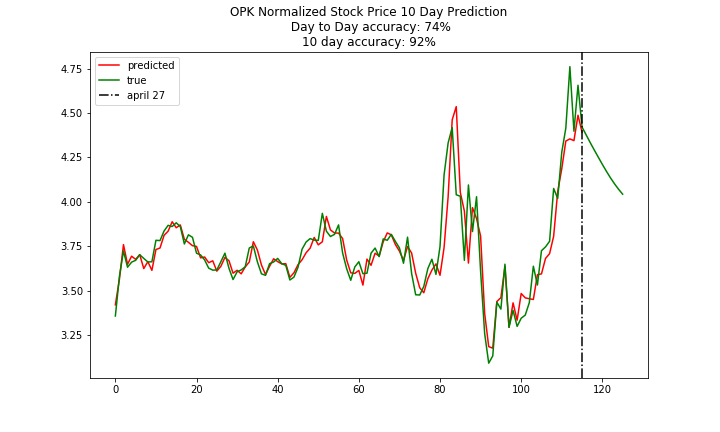 OPK Normalized Stock Price 10 Day Prediction
Day to Day accuracy: 74%
10 day accuracy: 92%
predicted
true
april 27
4.75
4.50
4.25
4.00
3.75
3.50
3.25
0 20 40 60 80 100 120